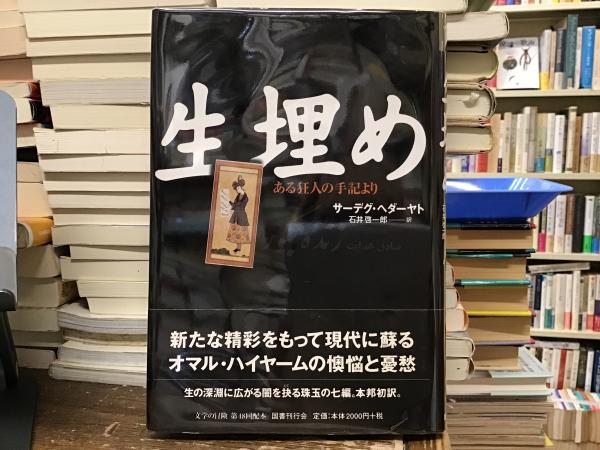 生埋め
ある狂人の手記より
サーデグ・ヘダーヤト
石井啓一郎──訳
新たな精彩をもって現代に蘇る
オマル・ハイヤームの懊悩と憂愁
生の深淵に広がる闇を抉る珠玉の七編。本邦初訳。
文学の冒険 第48回配本 国書刊行会 定価:本体2000円+税